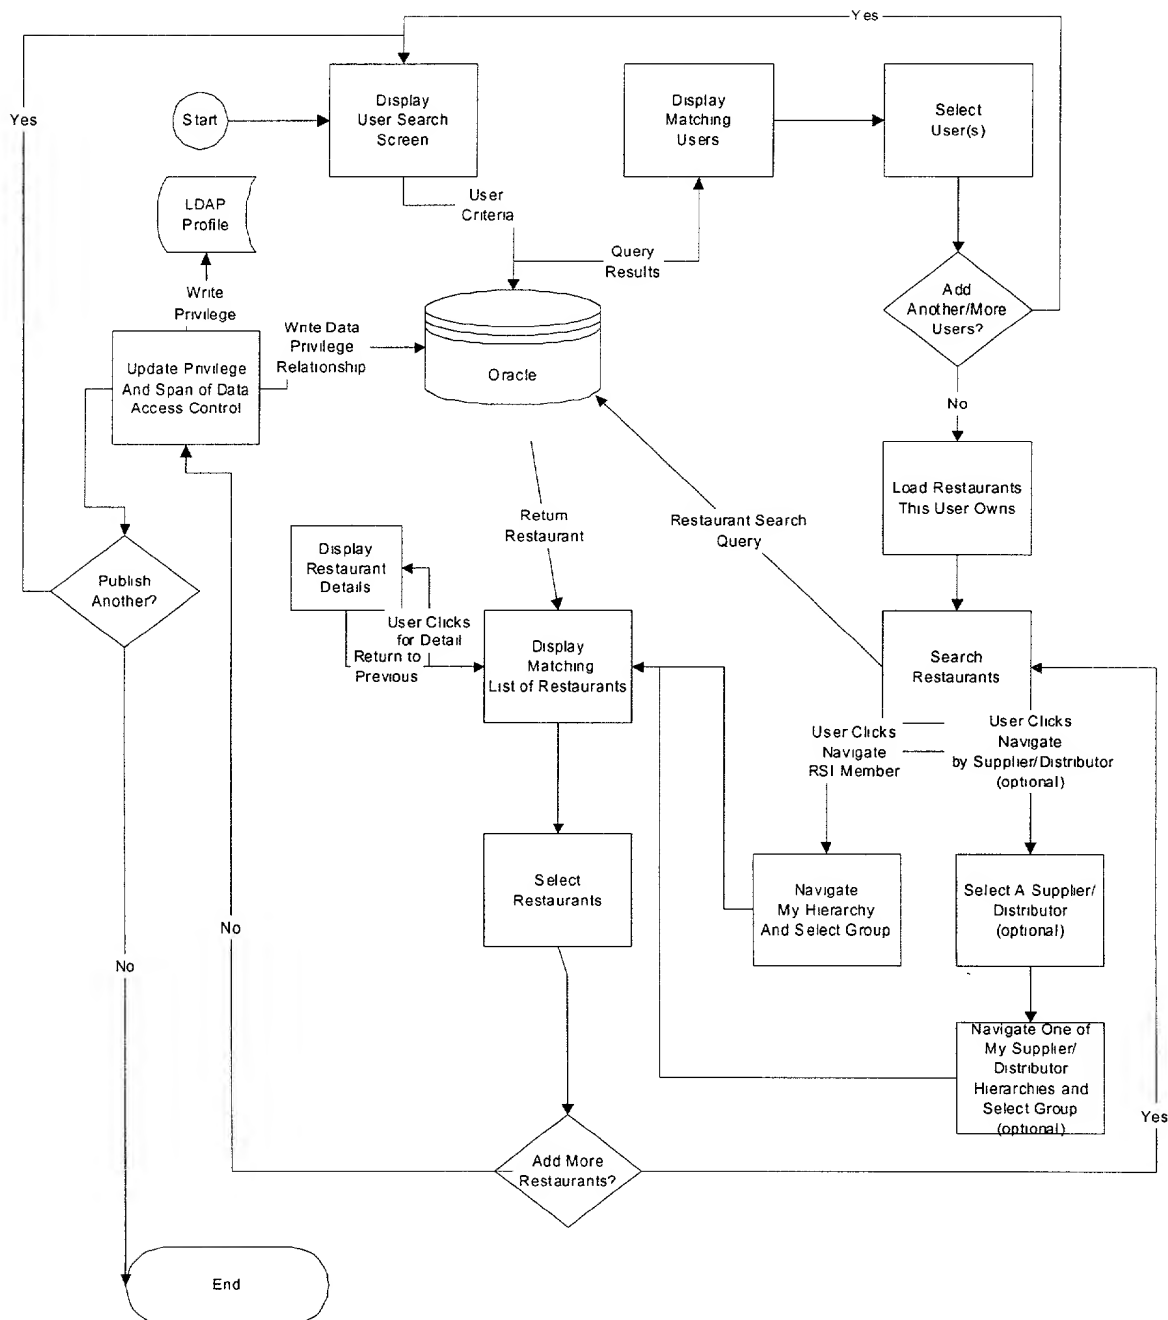 Yes
Yes
Start
Display
User Search
Screen
Display
Matching
Users
Select
User(s)
LDAP
Profile
User
Criteria
Query
Results
Add
Another/More
Users?
Write
Privilege
Write Data
Privilege
Relationship
Update Privilege
And Span of Data
Access Control
Oracle
No
Load Restaurants
This User Owns
Return
Restaurant
Restaurant Search
Query
Display
Restaurant
Details
Publish
Another?
User Clicks
for Detail
Return to
Previous
Display
Matching
List of Restaurants
Search
Restaurants
User Clicks
Navigate
RSI Member
User Clicks
Navigate
by Supplier/Distributor
(optional)
Select
Restaurants
Navigate
My Hierarchy
And Select Group
Select A Supplier/
Distributor
(optional)
No
No
Navigate One of
My Supplier/
Distributor
Hierarchies and
Select Group
(optional)
Yes
Add More
Restaurants?
End